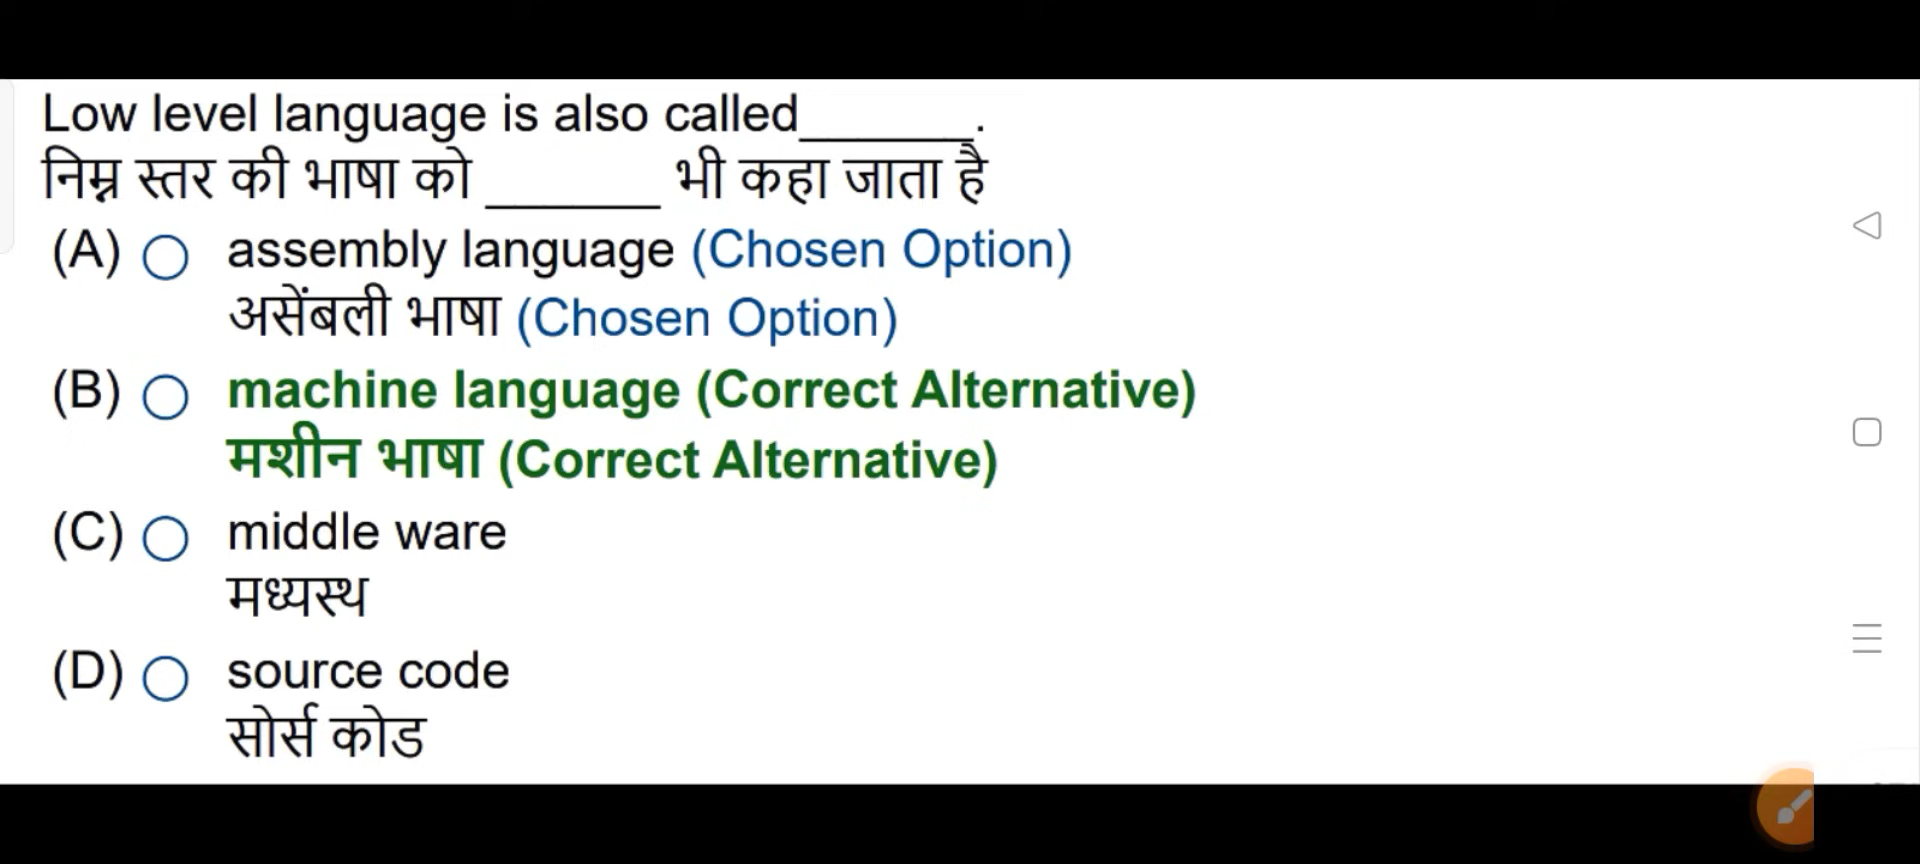 Low level language is also called______.
निम्न स्तर की भाषा को ______ भी कहा जाता है
(A) assembly language (Chosen Option)
असेंबली भाषा (Chosen Option)
(B) machine language (Correct Alternative)
मशीन भाषा (Correct Alternative)
(C) middle ware
मध्यस्थ
(D) source code
सोर्स कोड